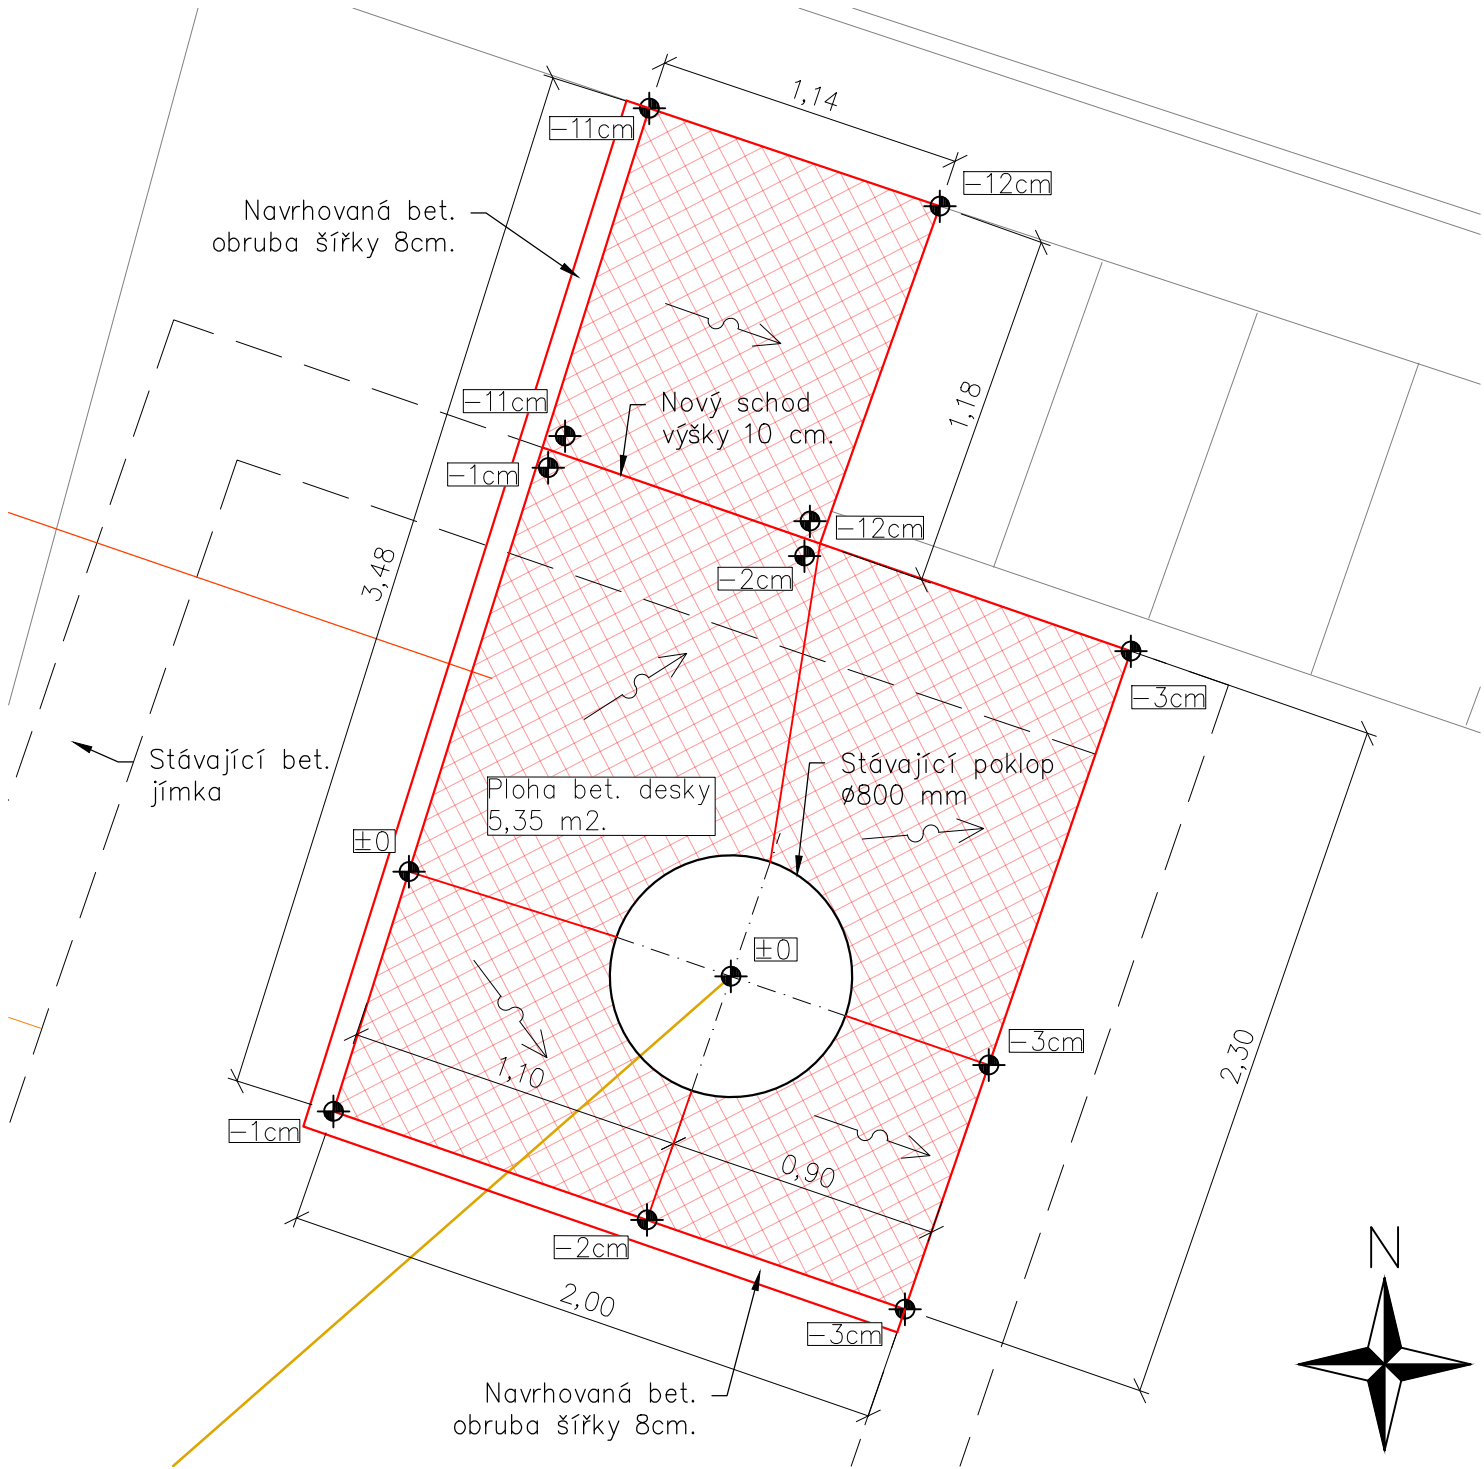 1,14
-11cm
-12cm
Navrhovaná bet.
obruba šířky 8cm.
-11cm
Nový schod
výšky 10 cm.
1,18
-1cm
-12cm
-2cm
3,48
-3cm
Stávající bet.
jímka
Stávající poklop
ø800 mm
Ploha bet. desky
5,35 m2.
±0
±0
-3cm
2,30
1,10
-1cm
0,90
-2cm
2,00
-3cm
N
Navrhovaná bet.
obruba šířky 8cm.